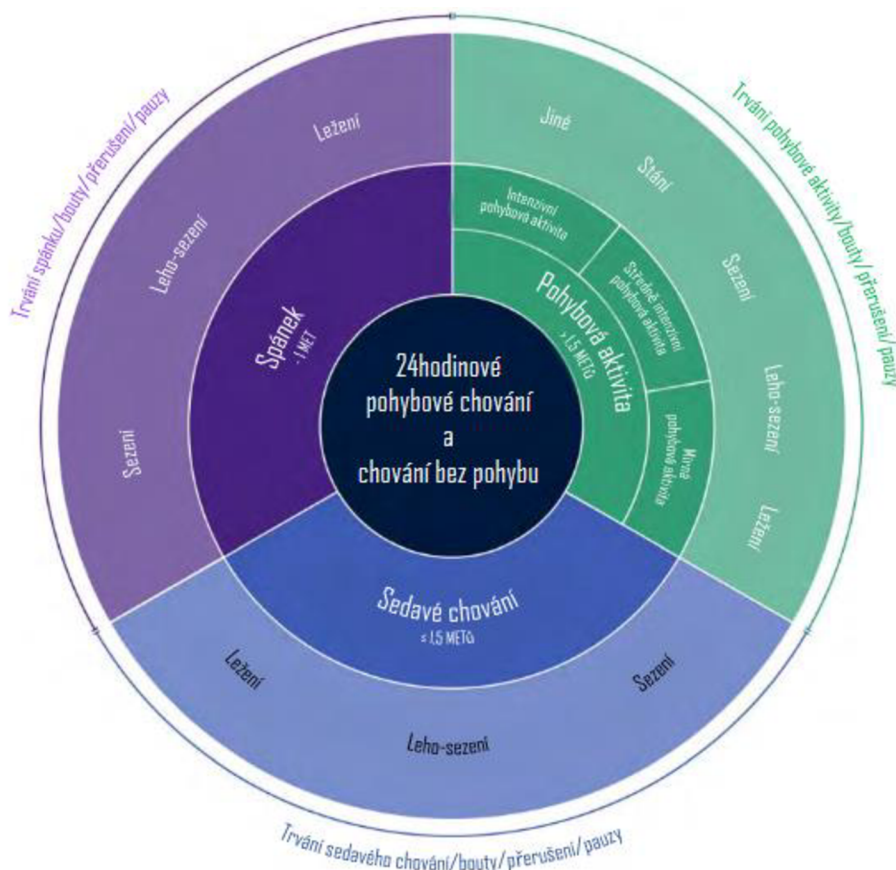 24hodinové
pohybové chování
a
chování bez pohybu
Spánek
~ 1 MET
Ležení
Leho-sezení
Sezení
Trvání spánku/bouty/přerušení/pauzy
Pohybová aktivita
> 1,5 METŮ
Intenzivní
pohybová aktivita
Středně intenzivní
pohybová aktivita
Mírná
pohybová aktivita
Jiné
Stání
Sezení
Leho-sezení
Ležení
Trvání pohybové aktivity/bouty/přerušení/pauzy
Sedavé chování
≤ 1,5 METŮ
Ležení
Leho-sezení
Sezení
Trvání sedavého chování/bouty/přerušení/pauzy